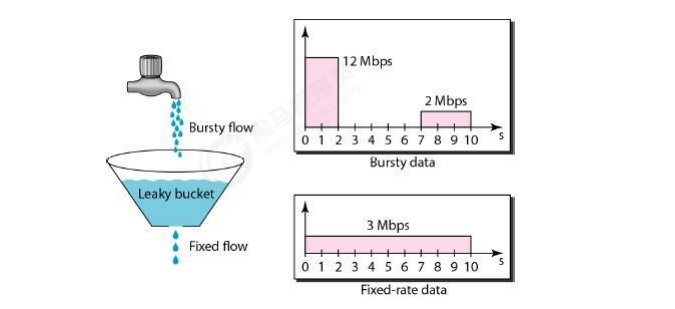 12 Mbps
2 Mbps
Bursty flow
0 1 2 3 4 5 6 7 8 9 10 s
Bursty data
Leaky bucket
3 Mbps
Fixed flow
0 1 2 3 4 5 6 7 8 9 10 s
Fixed-rate data